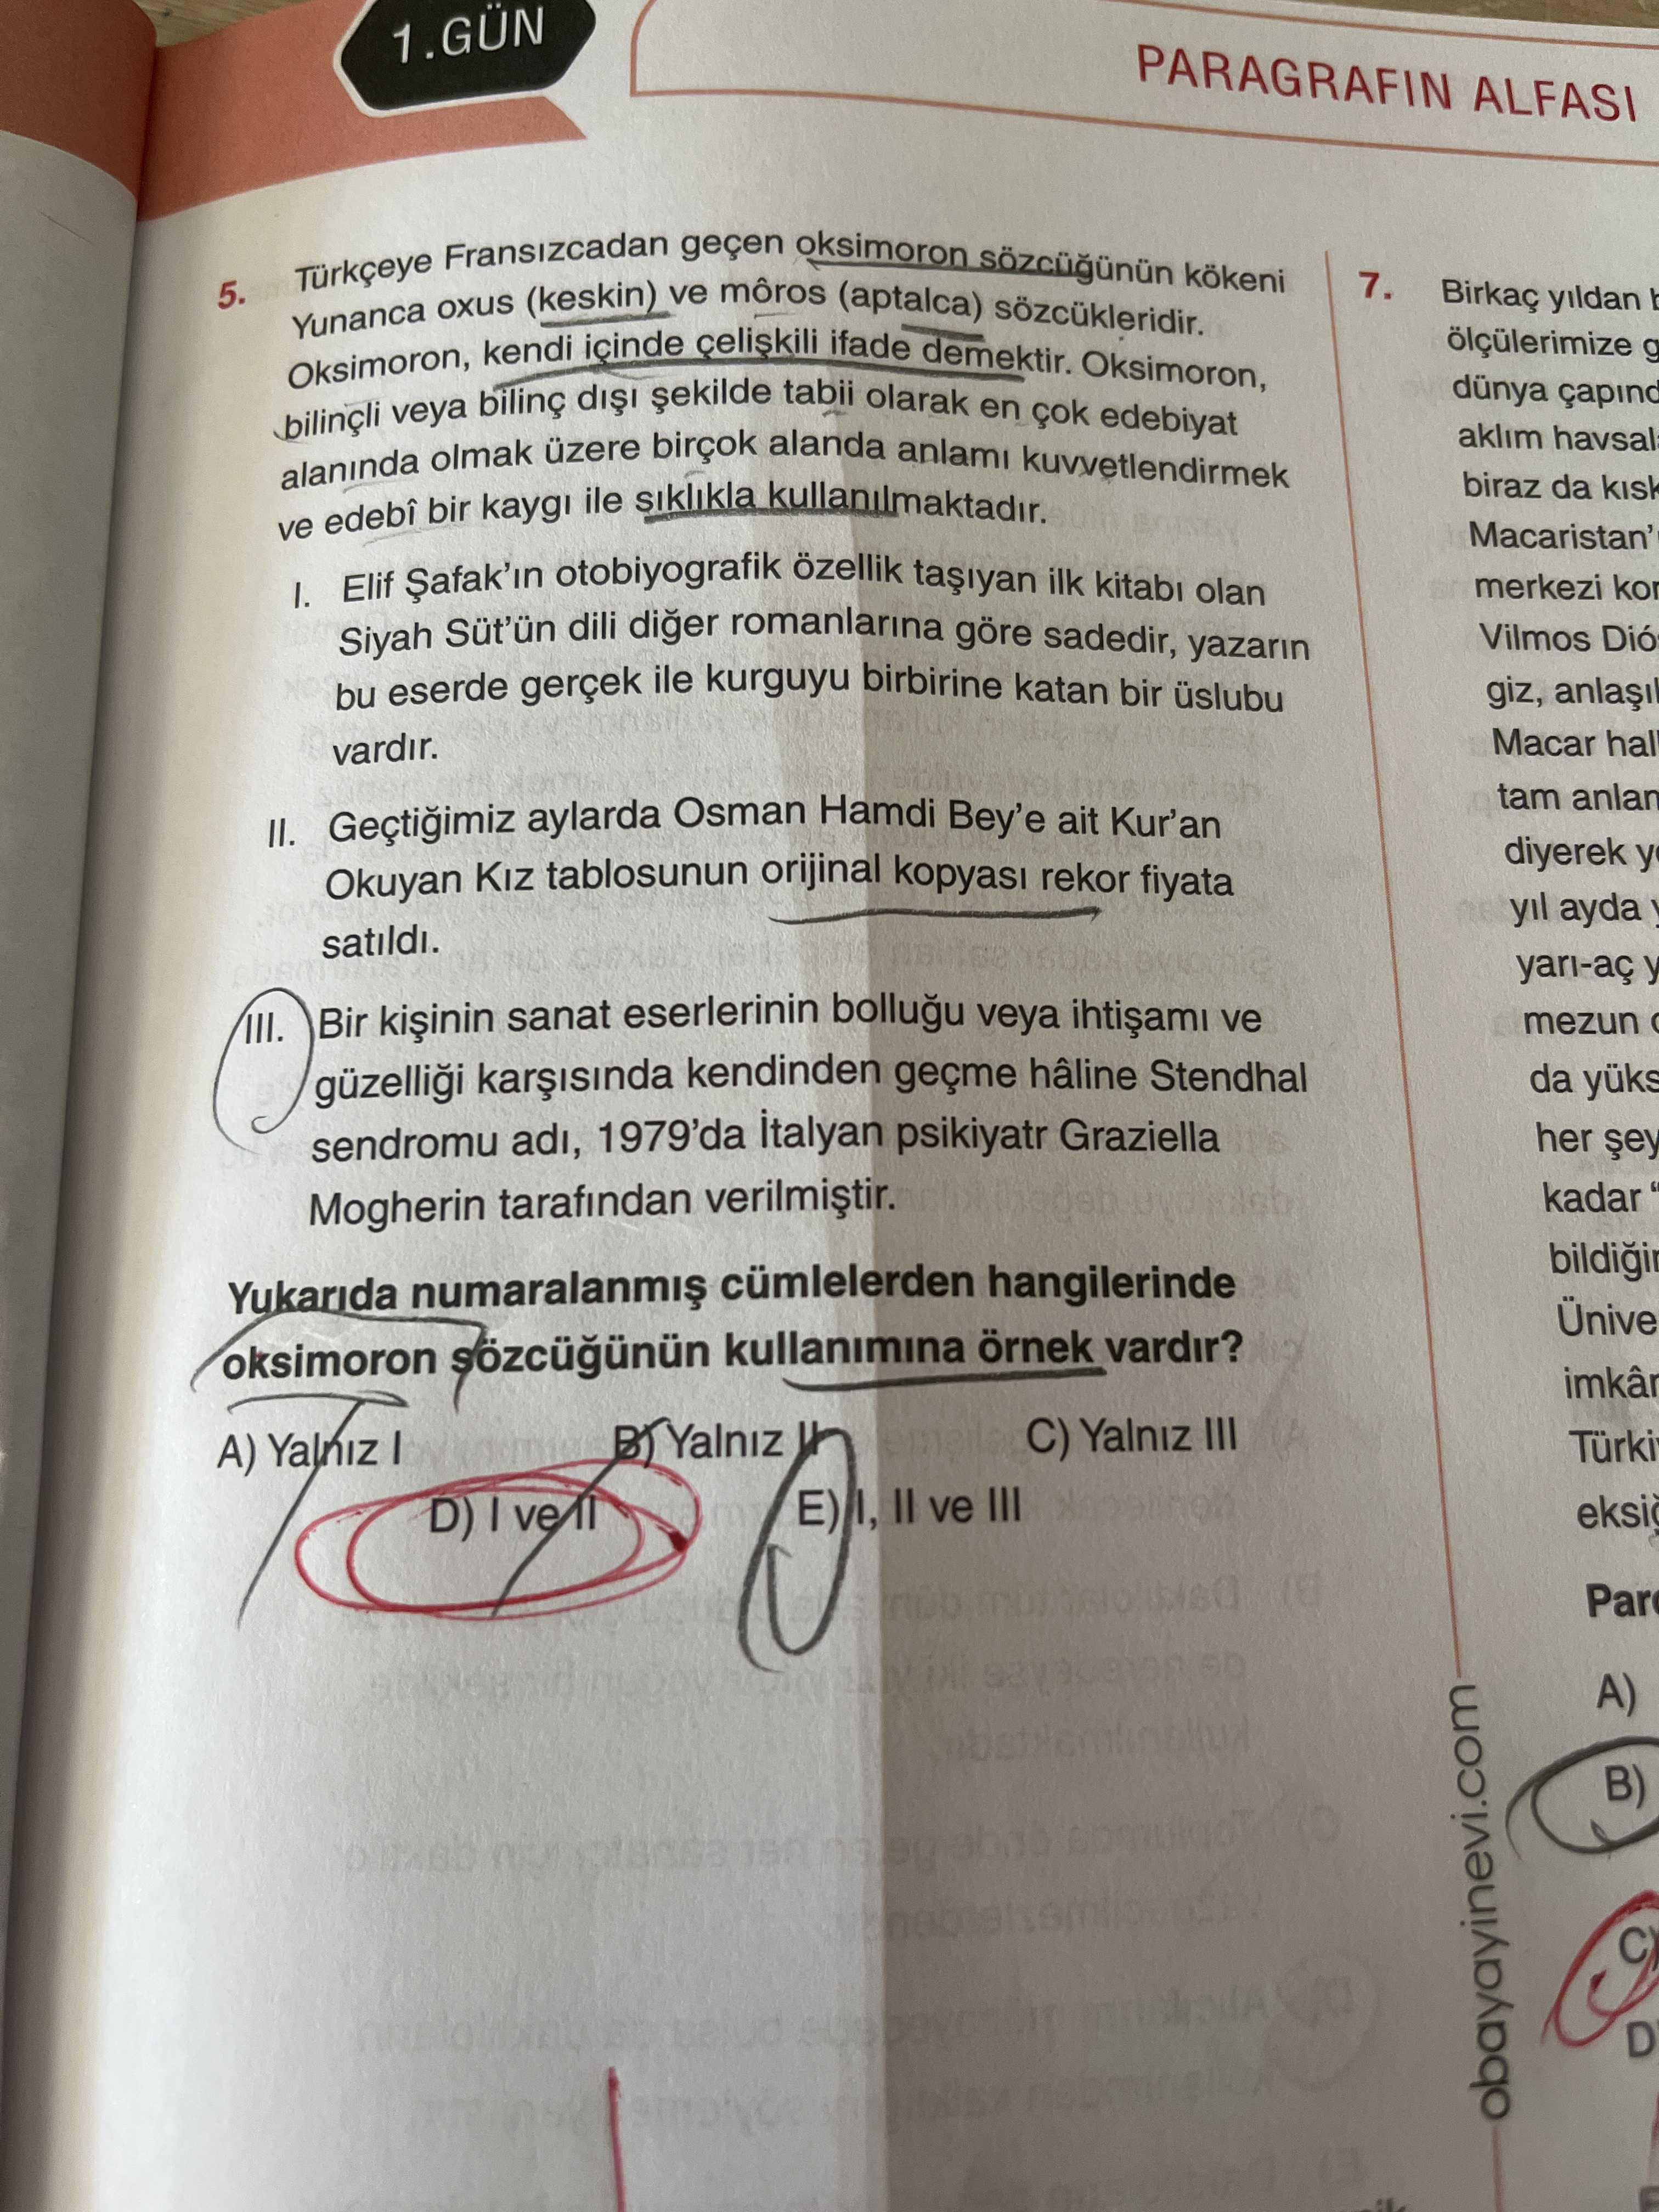 1.GÜN
PARAGRAFIN ALFASI
5. Türkçeye Fransızcadan geçen oksimoron sözcüğünün kökeni
Yunanca oxus (keskin) ve môros (aptalca) sözcükleridir.
Oksimoron, kendi içinde çelişkili ifade demektir. Oksimoron,
bilinçli veya bilinç dışı şekilde tabii olarak en çok edebiyat
alanında olmak üzere birçok alanda anlamı kuvvetlendirmek
ve edebî bir kaygı ile sıklıkla kullanılmaktadır.
I. Elif Şafak'ın otobiyografik özellik taşıyan ilk kitabı olan
Siyah Süt'ün dili diğer romanlarına göre sadedir, yazarın
bu eserde gerçek ile kurguyu birbirine katan bir üslubu
vardır.
II. Geçtiğimiz aylarda Osman Hamdi Bey'e ait Kur'an
Okuyan Kız tablosunun orijinal kopyası rekor fiyata
satıldı.
III. Bir kişinin sanat eserlerinin bolluğu veya ihtişamı ve
güzelliği karşısında kendinden geçme hâline Stendhal
sendromu adı, 1979'da İtalyan psikiyatr Graziella
Mogherin tarafından verilmiştir.
Yukarıda numaralanmış cümlelerden hangilerinde
oksimoron sözcüğünün kullanımına örnek vardır?
A) Yalnız I B) Yalnız II C) Yalnız III
D) I ve II E) I, II ve III
obayayinevi.com
7. Birkaç yıldan
ölçülerimize
dünya çapınd
aklım
biraz da
Macaristan'
merkezi
Vilmos
giz,
Macar
tam
diyerek
yıl ayda
yarı-aç
mezun
da
her
kadar
A)
B)
C)
D